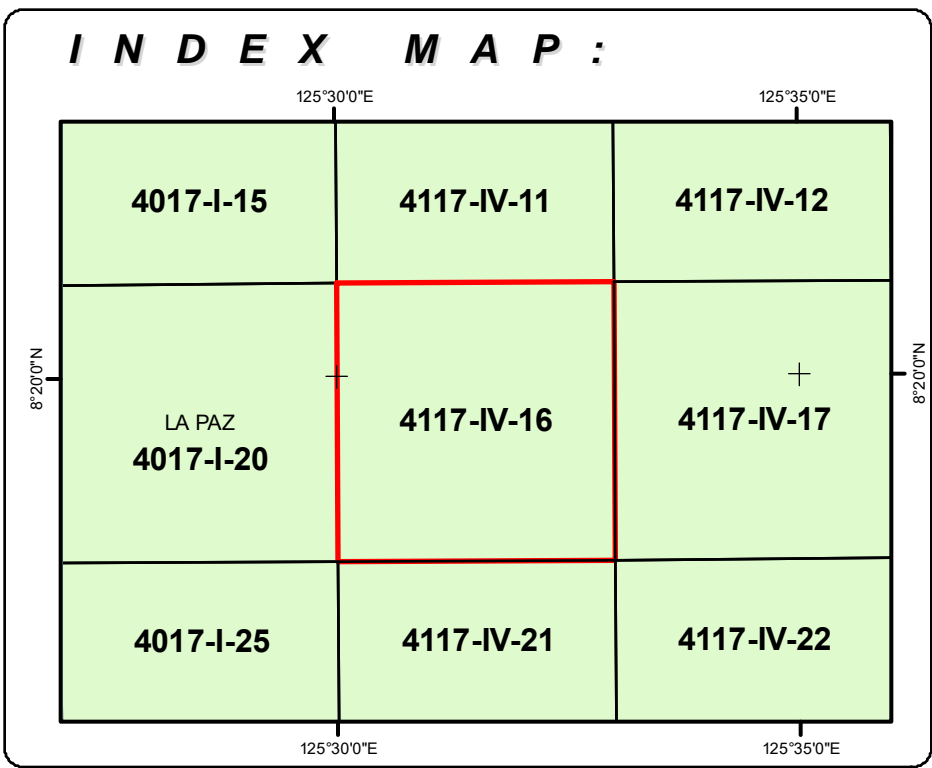 INDEX MAP:
125°30'0"E
125°35'0"E
4017-I-15
4117-IV-11
4117-IV-12
8°20'0"N
8°20'0"N
LA PAZ
4017-I-20
4117-IV-16
4117-IV-17
4017-I-25
4117-IV-21
4117-IV-22
125°30'0"E
125°35'0"E